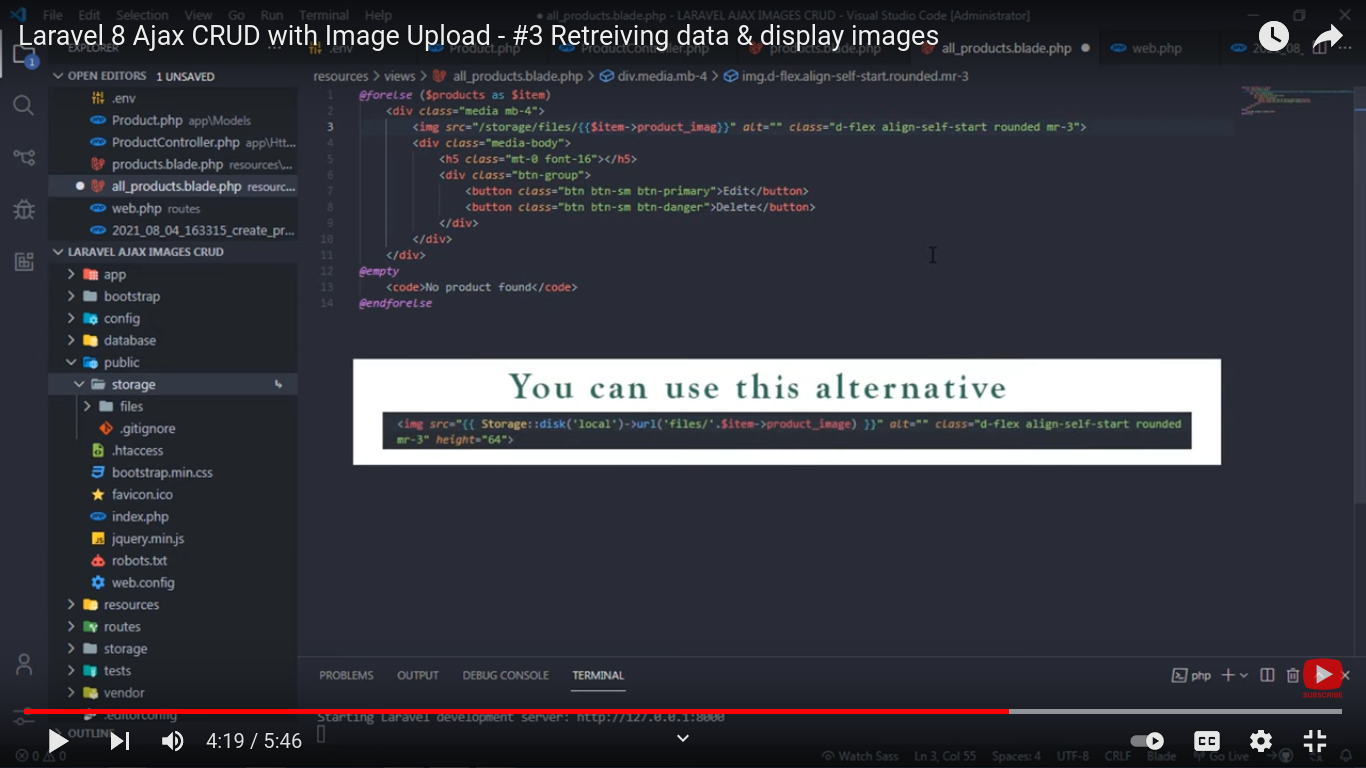 File Edit Selection View Go Run Terminal Help
all_products.blade.php - LARAVEL AJAX IMAGES CRUD - Visual Studio Code [Administrator]
Laravel 8 Ajax CRUD with Image Upload - #3 Retreiving data & display images
EXPLORER
.env
Product.php
ProductController.php
products.blade.php
all_products.blade.php
web.php
2021_08_
1
OPEN EDITORS 1 UNSAVED
.env
Product.php app\Models
ProductController.php app\Htt...
products.blade.php resources\...
all_products.blade.php resourc...
web.php routes
2021_08_04_163315_create_pr...
LARAVEL AJAX IMAGES CRUD
app
bootstrap
config
database
public
storage
files
.gitignore
.htaccess
bootstrap.min.css
favicon.ico
index.php
jquery.min.js
robots.txt
web.config
resources
routes
storage
tests
vendor
.editorconfig
OUTLINE
resources > views > all_products.blade.php > div.media.mb-4 > img.d-flex.align-self-start.rounded.mr-3
1 @forelse ($products as $item)
2 <div class="media mb-4">
3 <img src="/storage/files/{{$item->product_imag}}" alt="" class="d-flex align-self-start rounded mr-3">
4 <div class="media-body">
5 <h5 class="mt-0 font-16"></h5>
6 <div class="btn-group">
7 <button class="btn btn-sm btn-primary">Edit</button>
8 <button class="btn btn-sm btn-danger">Delete</button>
9 </div>
10 </div>
11 </div>
12 @empty
13 <code>No product found</code>
14 @endforelse
You can use this alternative
<img src="{{ Storage::disk('local')->url('files/'.$item->product_image) }}" alt="" class="d-flex align-self-start rounded
mr-3" height="64">
PROBLEMS OUTPUT DEBUG CONSOLE TERMINAL
php
SUBSCRIBE
Starting Laravel development server: http://127.0.0.1:8000
4:19 / 5:46
CC
0 0
Watch Sass Ln 3, Col 55 Spaces: 4 UTF-8 CRLF Blade Go Live